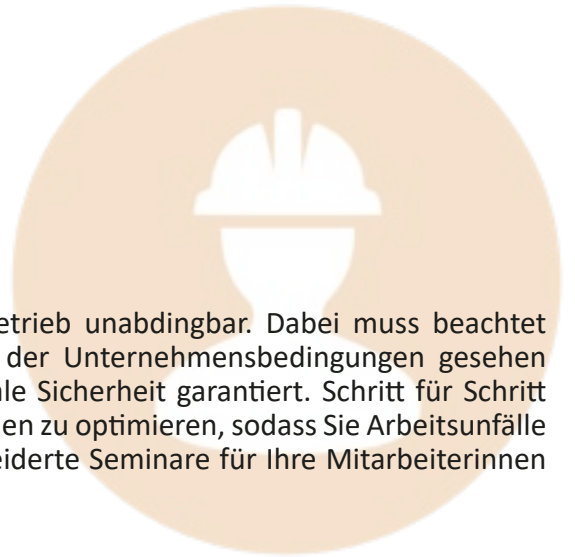 etrieb unabdingbar. Dabei muss beachtet
der Unternehmensbedingungen gesehen
le Sicherheit garantiert. Schritt für Schritt
en zu optimieren, sodass Sie Arbeitsunfälle
eiderte Seminare für Ihre Mitarbeiterinnen